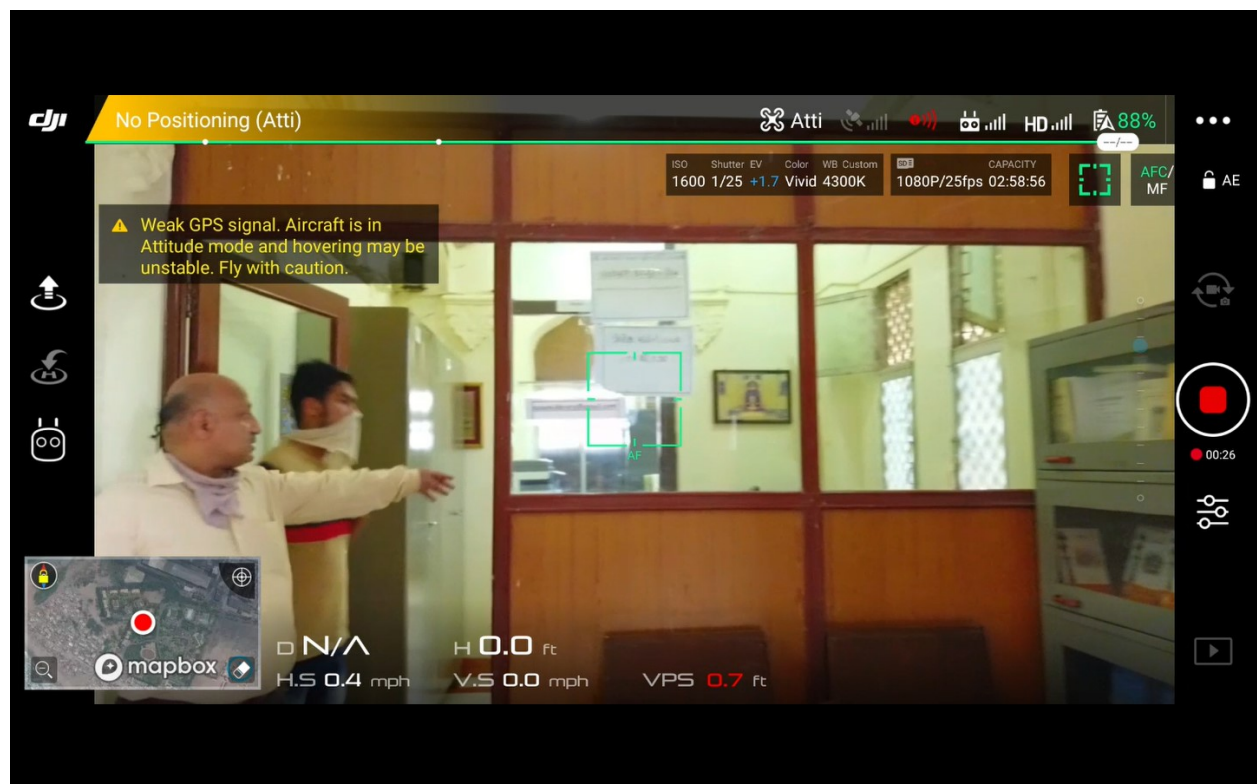 dji
No Positioning (Atti)
Atti
HD
88%
--/--
ISO Shutter EV Color WB Custom
1600 1/25 +1.7 Vivid 4300K
SD CAPACITY
1080P/25fps 02:58:56
AFC/
MF
AE
Weak GPS signal. Aircraft is in
Attitude mode and hovering may be
unstable. Fly with caution.
AF
00:26
mapbox
D N/A H 0.0 ft
H.S 0.4 mph V.S 0.0 mph VPS 0.7 ft